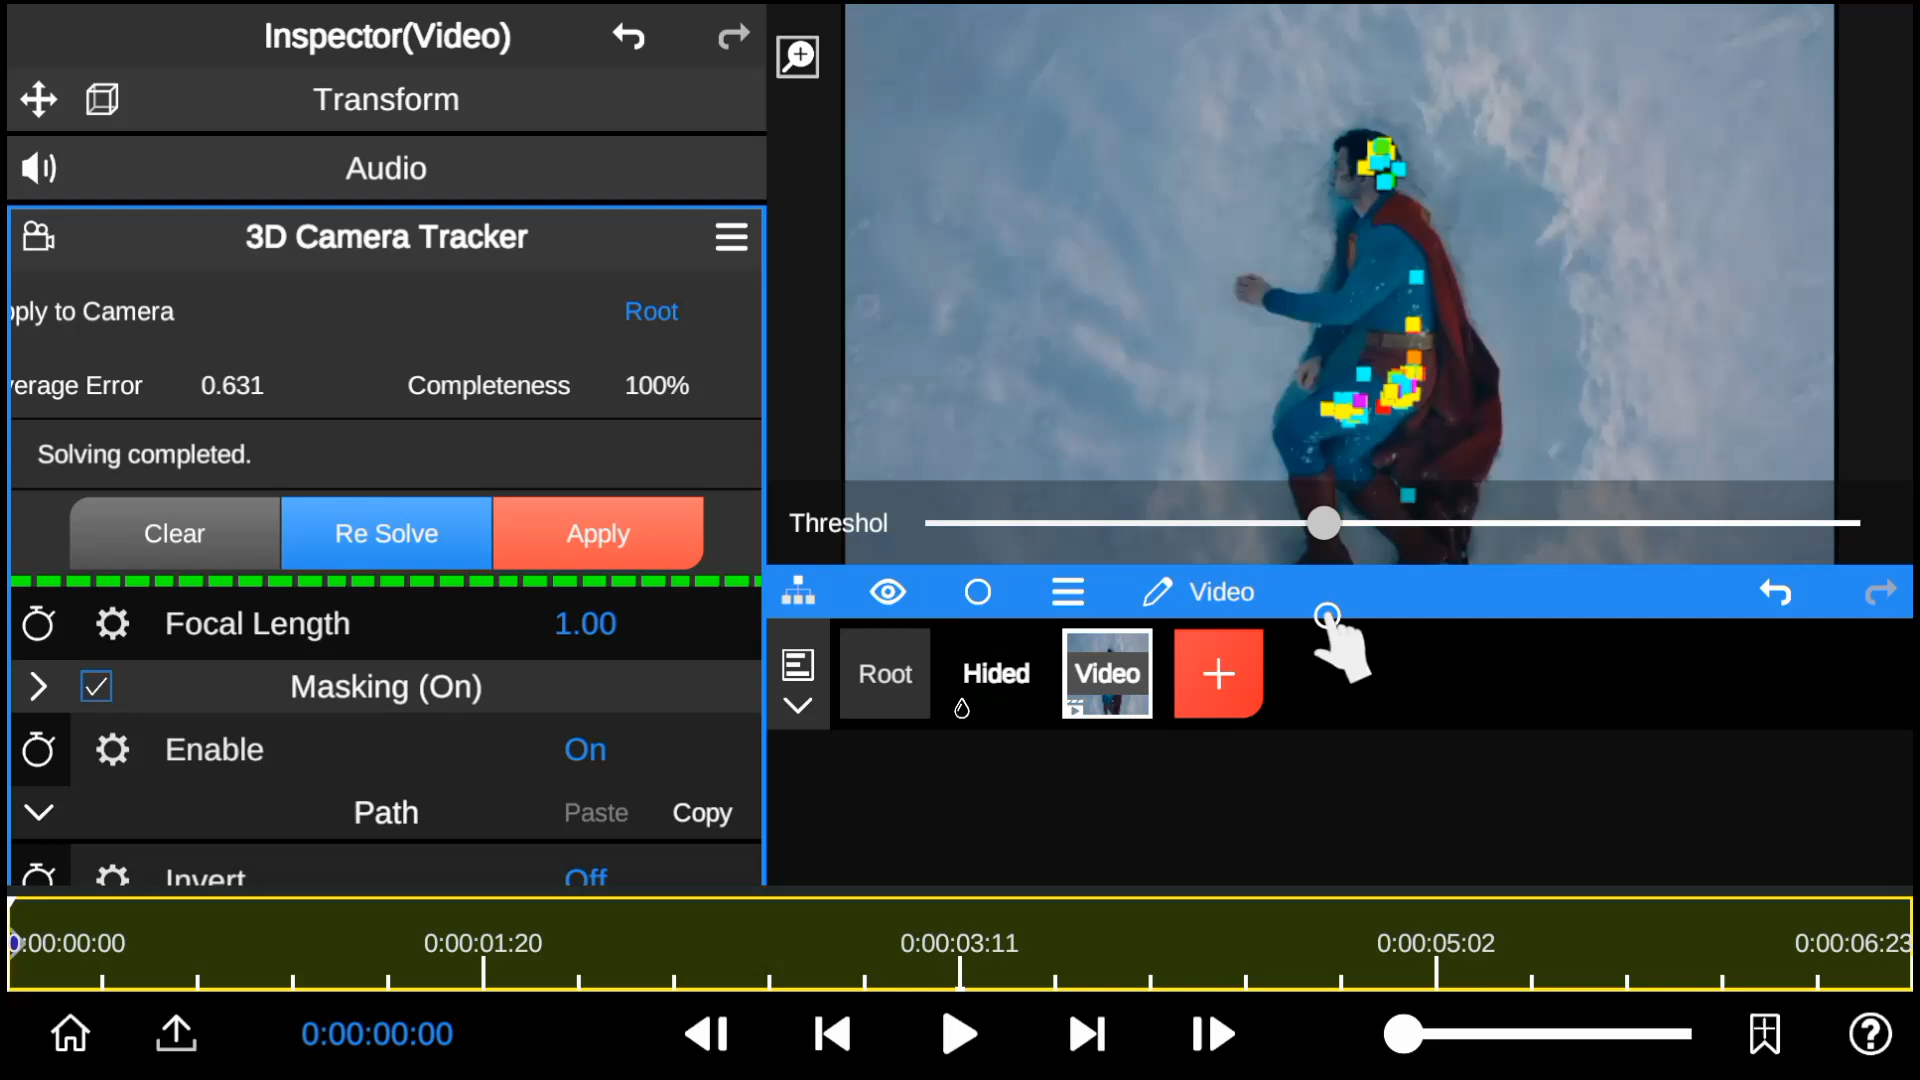 Inspector(Video)
Transform
Audio
3D Camera Tracker
pply to Camera Root
verage Error 0.631 Completeness 100%
Solving completed.
Clear Re Solve Apply
Focal Length 1.00
Masking (On)
Enable On
Path Paste Copy
Invert Off
Threshol
Video
Root Hided Video
0:00:00:00 0:00:01:20 0:00:03:11 0:00:05:02 0:00:06:23
0:00:00:00